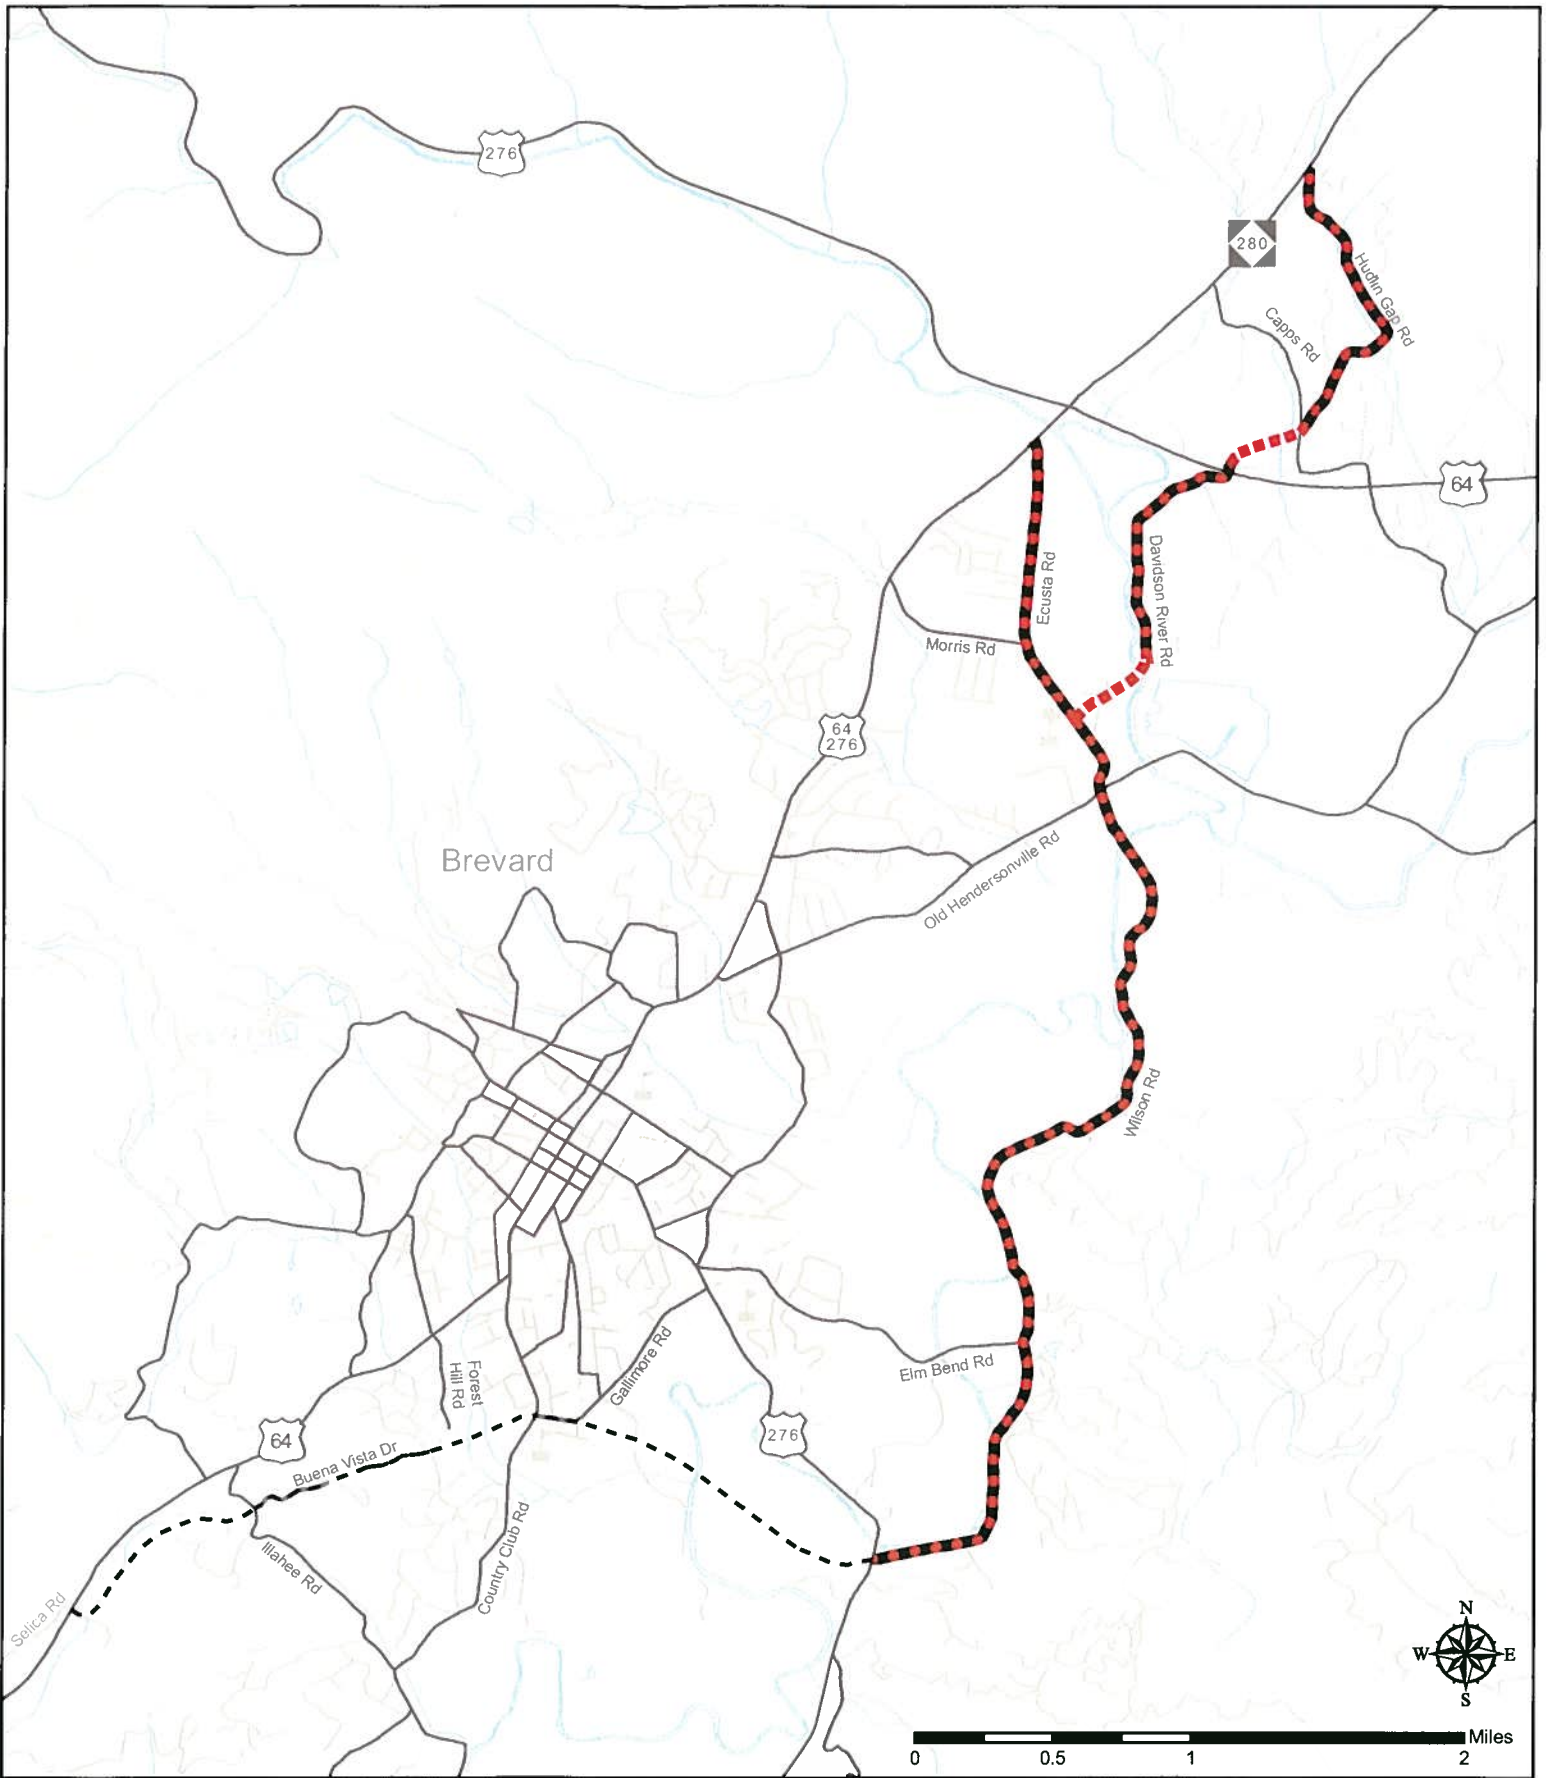 276
280
Hudlin Gap Rd
Capps Rd
64
Davidson River Rd
Ecusta Rd
Morris Rd
64
276
Brevard
Old Hendersonville Rd
Wilson Rd
Elm Bend Rd
Gallimore Rd
Forest
Hill Rd
276
64
Buena Vista Dr
Country Club Rd
Illahee Rd
Selica Rd
N
W
E
S
Miles
0
0.5
1
2